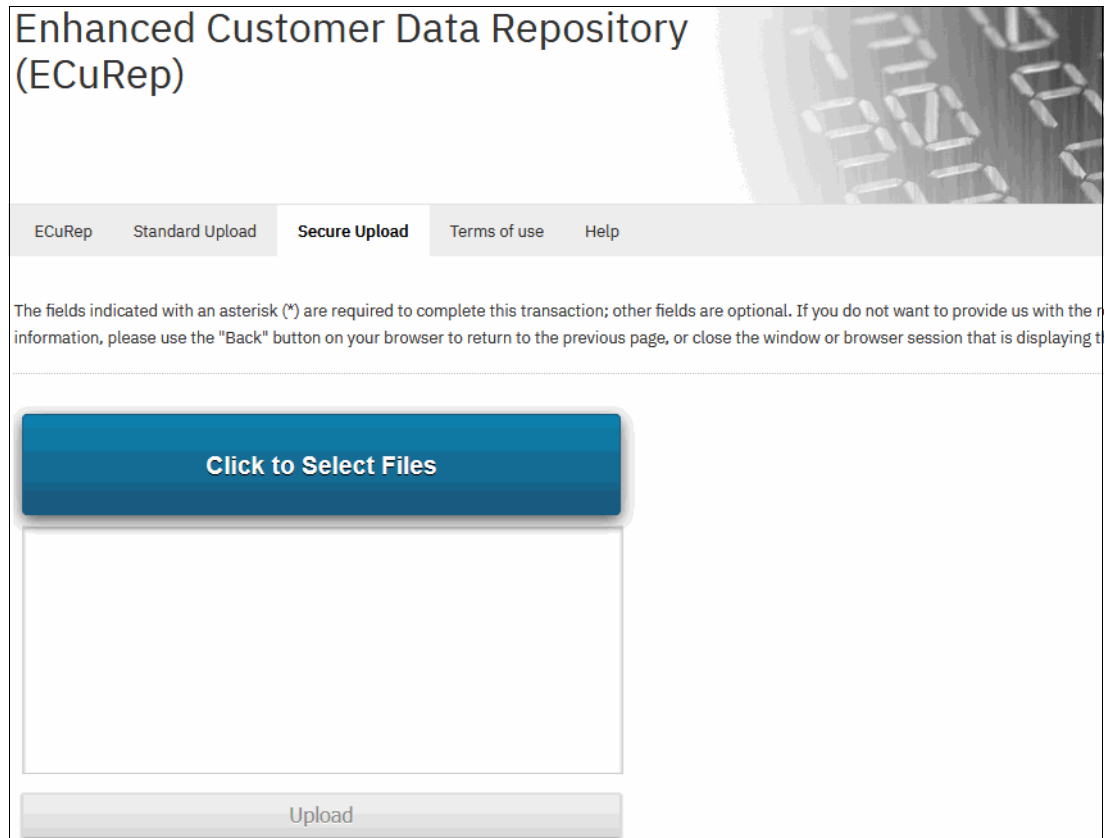 Enhanced Customer Data Repository
(ECuRep)
ECuRep Standard Upload Secure Upload Terms of use Help
The fields indicated with an asterisk (*) are required to complete this transaction; other fields are optional. If you do not want to provide us with the
information, please use the "Back" button on your browser to return to the previous page, or close the window or browser session that is displaying
Click to Select Files
Upload